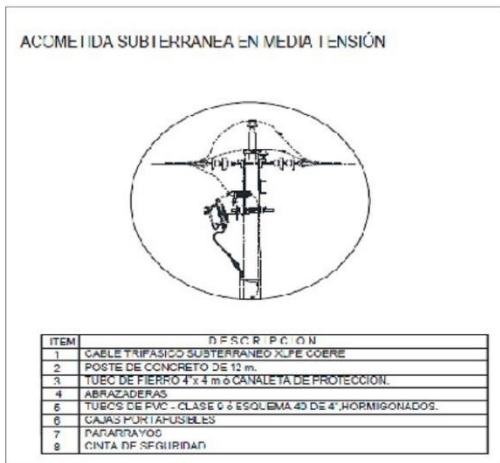 ACOMETIDA SUBTERRANEA EN MEDIA TENSIÓN
ITEM DESCRIPCION
1 CABLE TRIFASICO SUBTERRANEO XLPE COBRE
2 POSTE DE CONCRETO DE 12 m.
3 TUBO DE FIERRO 4"x 4 m ó CANALETA DE PROTECCION.
4 ABRAZADERAS
5 TUBOS DE PVC - CLASE 9 ó ESQUEMA 40 DE 4",HORMIGONADOS.
6 CAJAS PORTAFUSIBLES
7 PARARRAYOS
8 CINTA DE SEGURIDAD